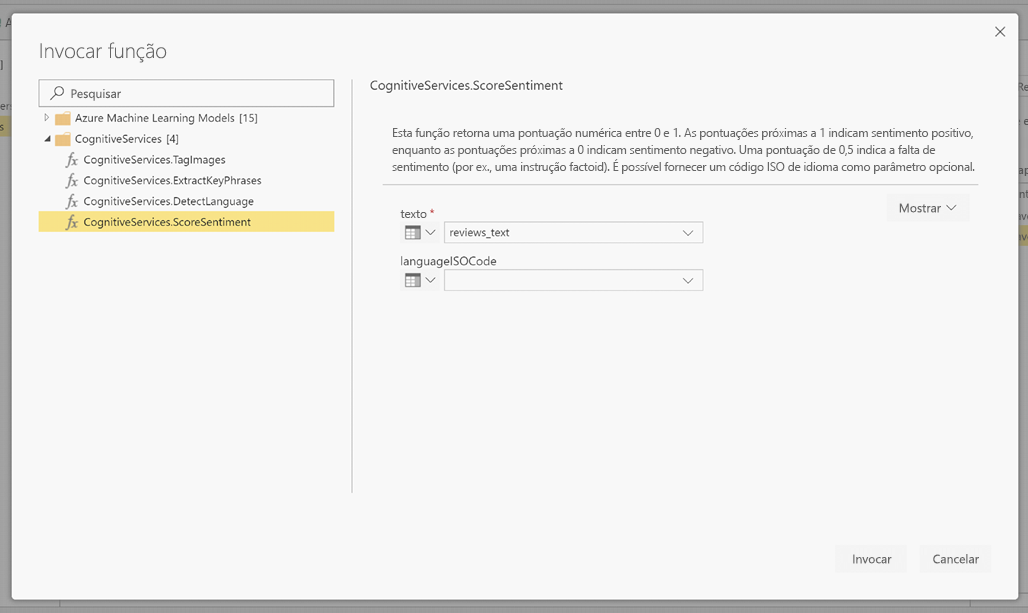 Invocar função
Pesquisar
Azure Machine Learning Models [15]
CognitiveServices [4]
CognitiveServices.TagImages
CognitiveServices.ExtractKeyPhrases
CognitiveServices.DetectLanguage
CognitiveServices.ScoreSentiment
CognitiveServices.ScoreSentiment
Esta função retorna uma pontuação numérica entre 0 e 1. As pontuações próximas a 1 indicam sentimento positivo,
enquanto as pontuações próximas a 0 indicam sentimento negativo. Uma pontuação de 0,5 indica a falta de
sentimento (por ex., uma instrução factoid). É possível fornecer um código ISO de idioma como parâmetro opcional.
texto *
Mostrar
reviews_text
languageISOCode
Invocar
Cancelar